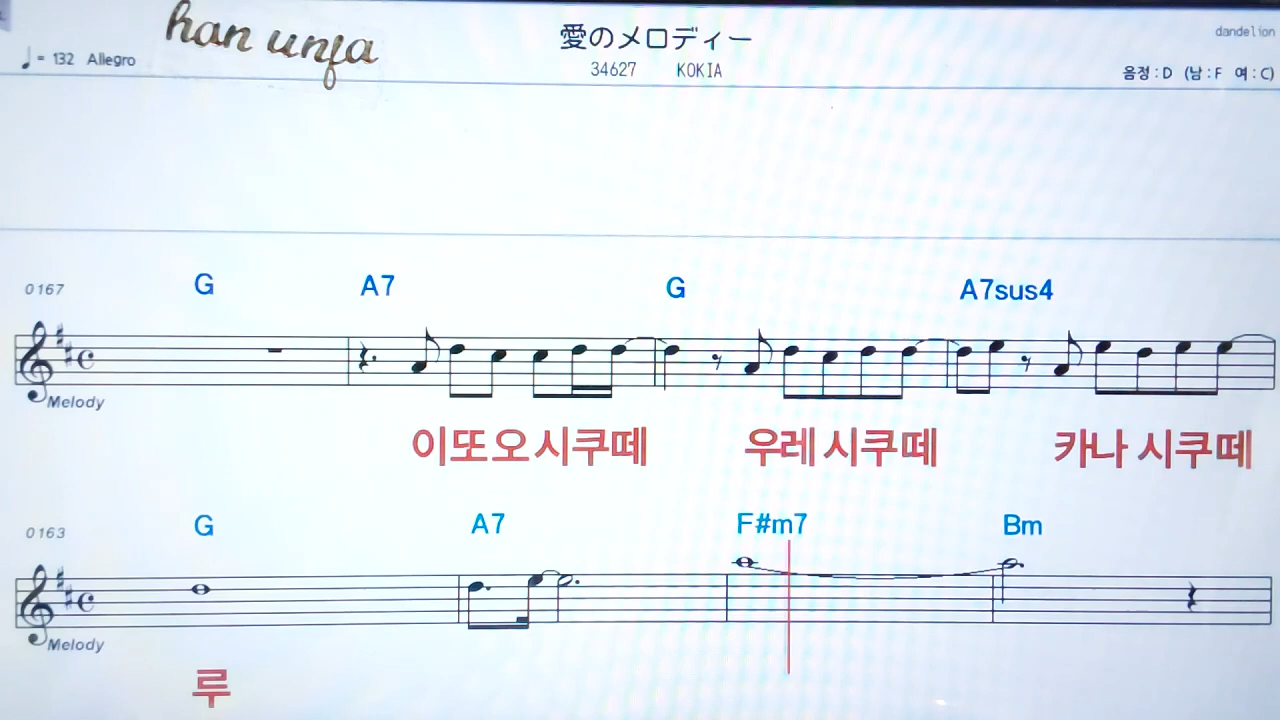 han unfa
愛のメロディー
dandelion
= 132 Allegro
34627 KOKIA
음정 : D (남 : F 여 : C)
0167 G A7 G A7sus4
Melody
이또오 시쿠떼 우레 시쿠떼 카나 시쿠떼
0163 G A7 F#m7 Bm
Melody
루